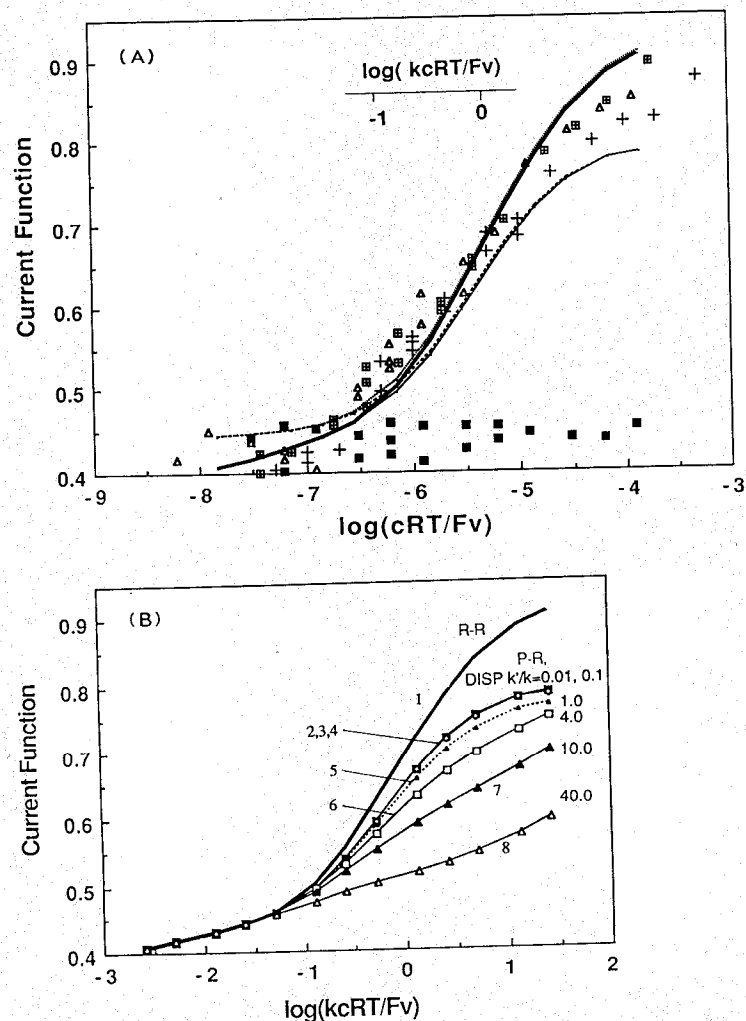 (A)
0.9
0.8
0.7
0.6
0.5
0.4
Current Function
log( kcRT/Fv)
-1 0
-9 -8 -7 -6 -5 -4 -3
log(cRT/Fv)
(B)
0.9
0.8
0.7
0.6
0.5
0.4
Current Function
R-R
P-R,
DISP k'/k=0.01, 0.1
1.0
4.0
10.0
40.0
1
2,3,4
5
6
7
8
-3 -2 -1 0 1 2
log(kcRT/Fv)